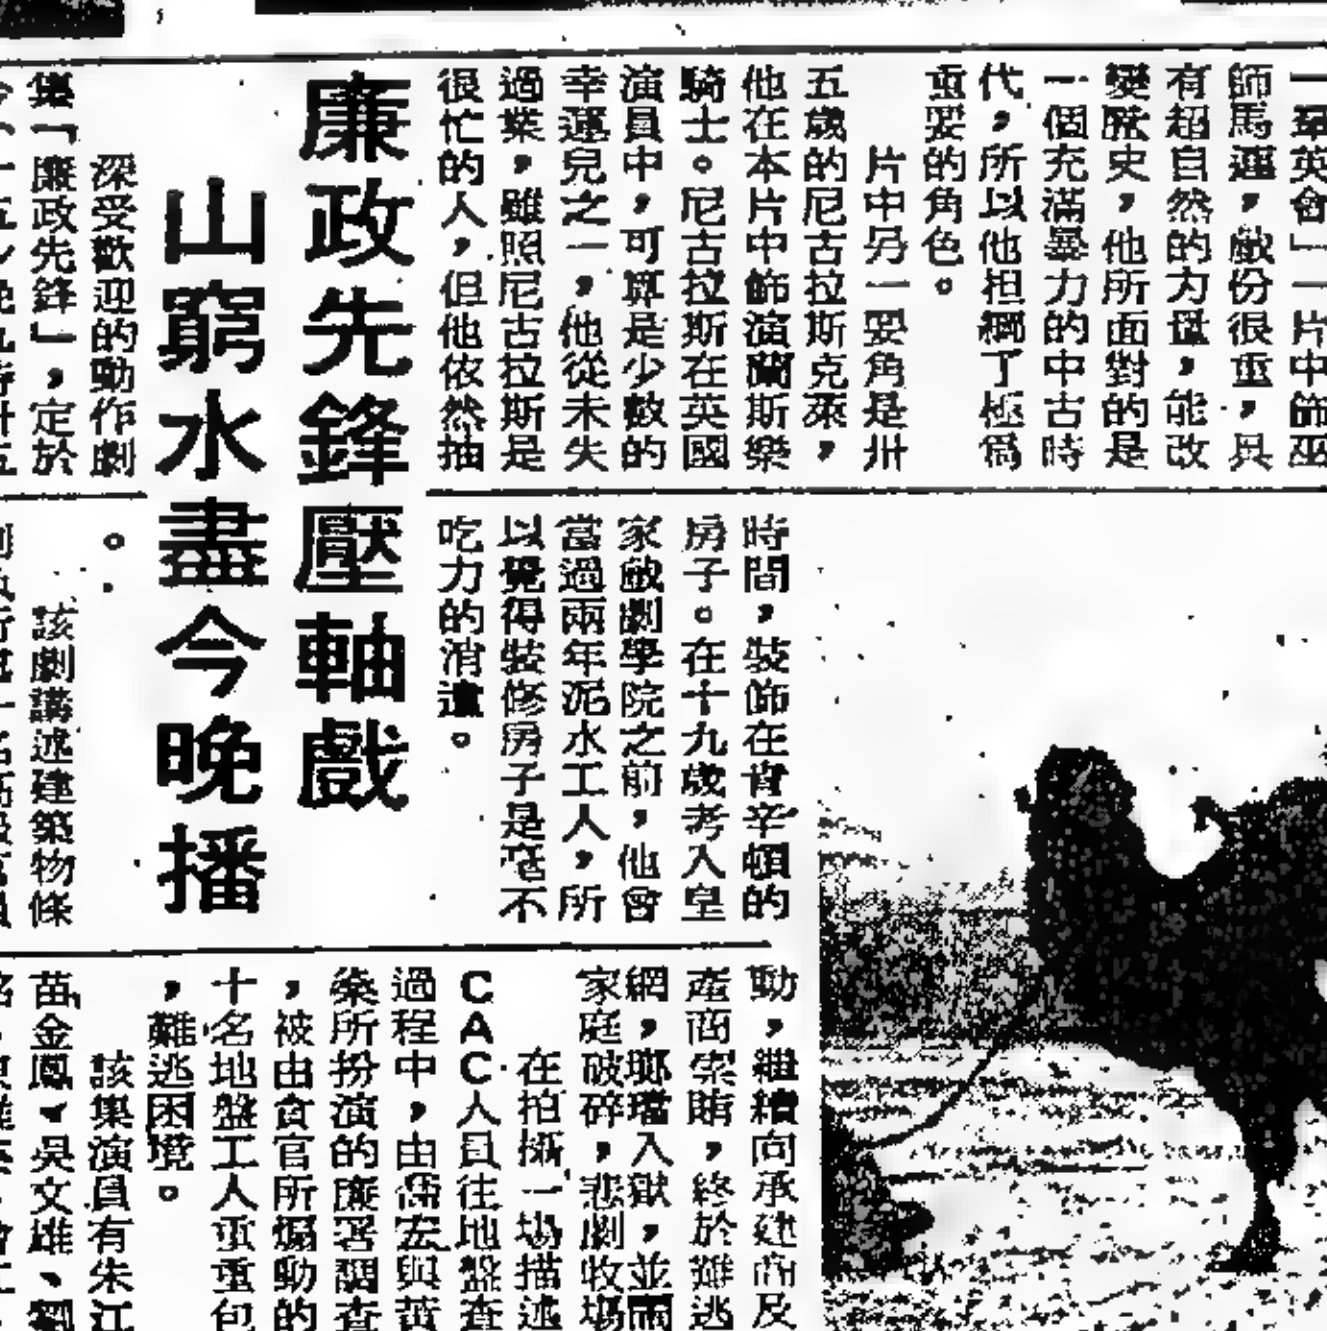 一羣英會」一片中飾巫
師馬運，戲份很重，具
有超自然的力量，能改
變歷史，他所面對的是
一個充滿暴力的中古時
代，所以他担綱了極爲
重要的角色。
片中另一要角是卅
五歲的尼古拉斯克萊，
他在本片中飾演蘭斯樂
騎士。尼古拉斯在英國
演員中，可算是少數的
幸運兒之一，他從未失
過業，雖照尼古拉斯是
很忙的人，但他依然抽
時間，裝飾在肯辛頓的
房子。在十九歲考入皇
家戲劇學院之前，他曾
當過兩年泥水工人，所
以覺得裝修房子是毫不
吃力的消遣。
廉政先鋒壓軸戲
山窮水盡今晚播
深受歡迎的動作劇
集「廉政先鋒」，定於
。
該劇講述建築物條
動，繼續向承建商及
產商索賄，終於難逃
網，瑯璫入獄，並
家庭破碎，悲劇收場
在拍攝一場描述
CAC人員往地盤查
過程中，由
所扮演的廉署調查
，被由貪官所煽動的
十名地盤工人重重包
，難逃困境。
該集演員有朱江
苗金鳳、吳文雄、劉